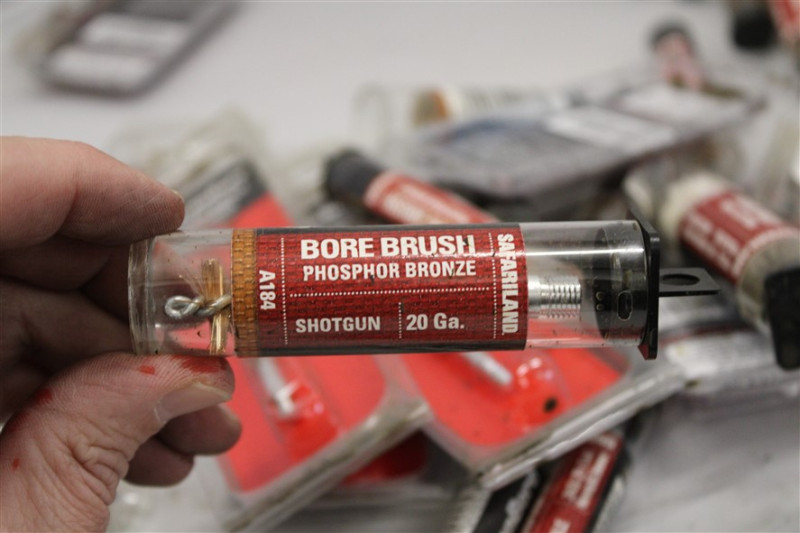 BORE BRUSH
PHOSPHOR BRONZE
SHOTGUN 20 Ga.
A184
SAFARILAND